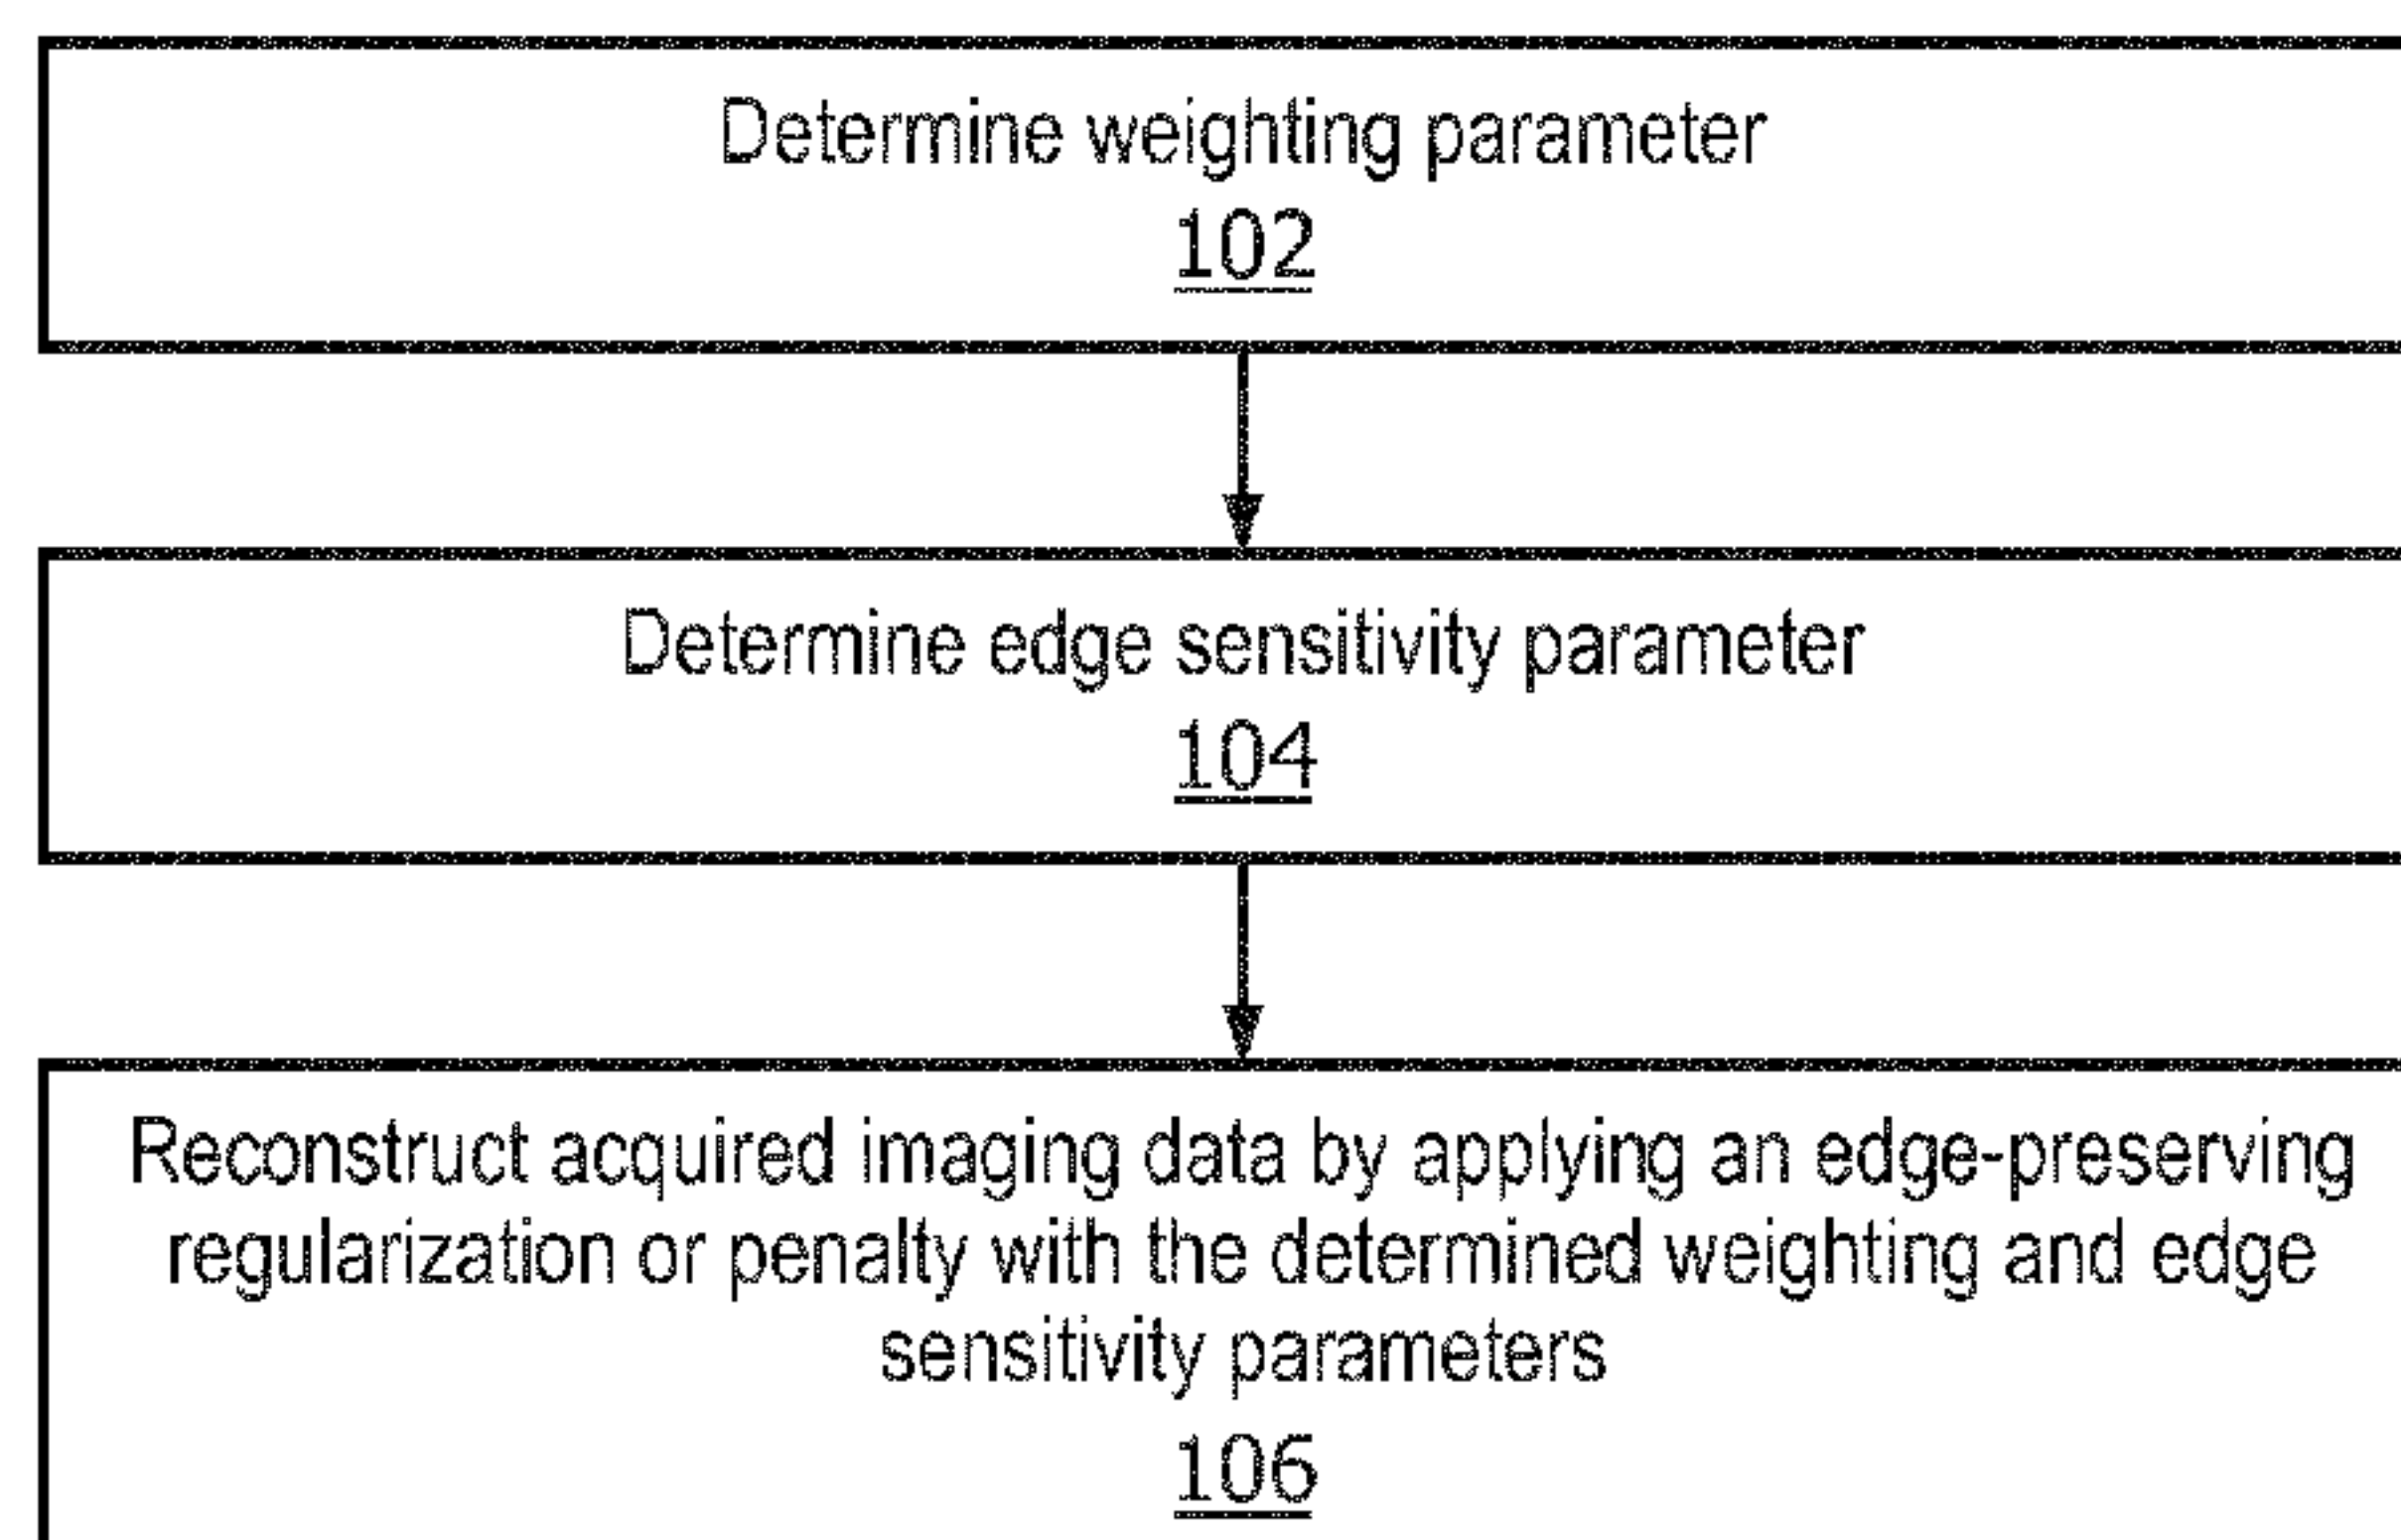 Determine weighting parameter
102
Determine edge sensitivity parameter
104
Reconstruct acquired imaging data by applying an edge-preserving
regularization or penalty with the determined weighting and edge
sensitivity parameters
106